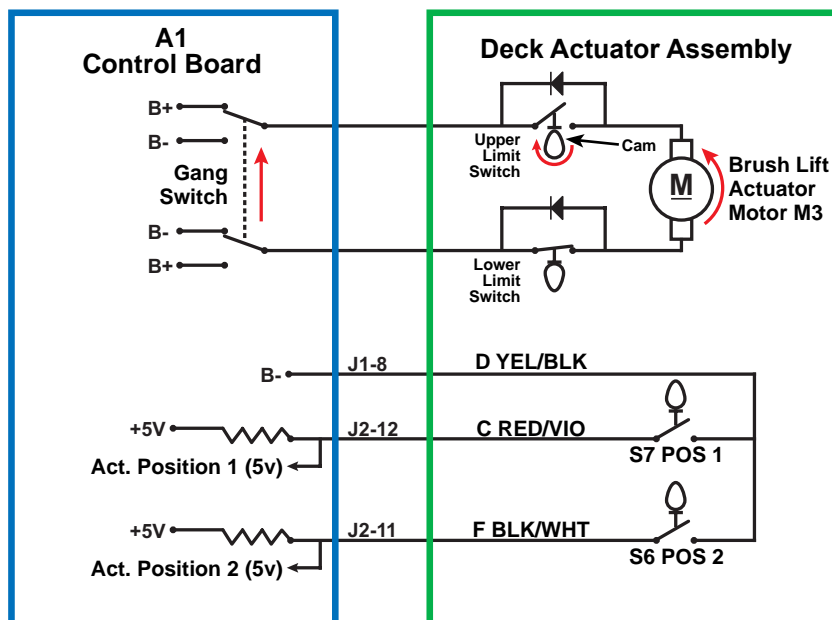 A1
Control Board
Deck Actuator Assembly
B+
B-
Gang
Switch
B-
B+
Upper
Limit
Switch
Cam
M
Brush Lift
Actuator
Motor M3
Lower
Limit
Switch
B-
J1-8
D YEL/BLK
+5V
J2-12
C RED/VIO
S7 POS 1
Act. Position 1 (5v)
+5V
J2-11
F BLK/WHT
S6 POS 2
Act. Position 2 (5v)